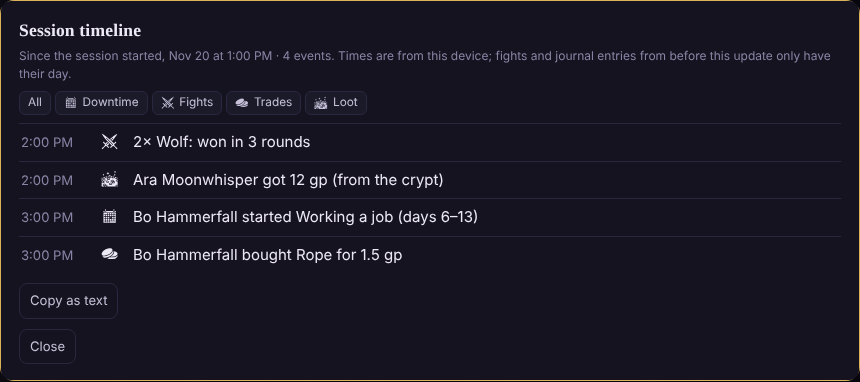 Session timeline
Since the session started, Nov 20 at 1:00 PM · 4 events. Times are from this device; fights and journal entries from before this update only have
their day.
All Downtime Fights Trades Loot
2:00 PM 2× Wolf: won in 3 rounds
2:00 PM Ara Moonwhisper got 12 gp (from the crypt)
3:00 PM Bo Hammerfall started Working a job (days 6–13)
3:00 PM Bo Hammerfall bought Rope for 1.5 gp
Copy as text
Close